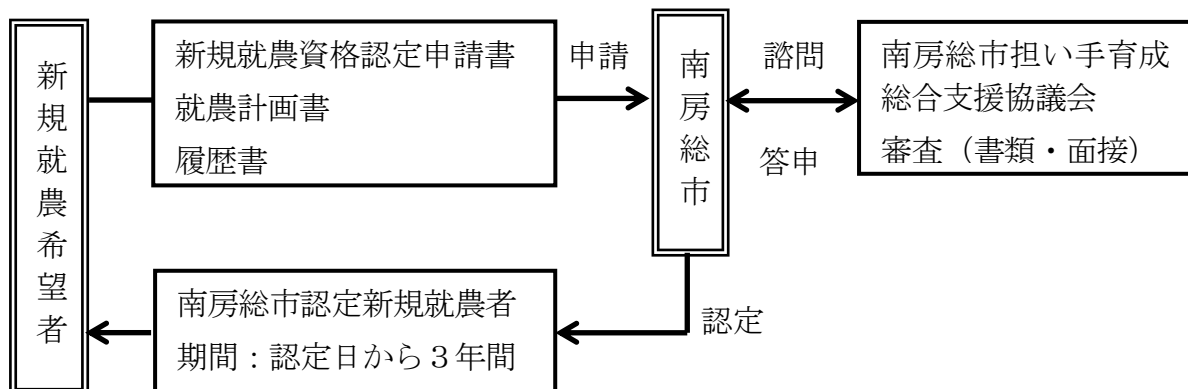 新規就農希望者
新規就農資格認定申請書
就農計画書
履歴書
申請
南房総市
諮問
答申
南房総市担い手育成
総合支援協議会
審査（書類・面接）
認定
南房総市認定新規就農者
期間：認定日から３年間